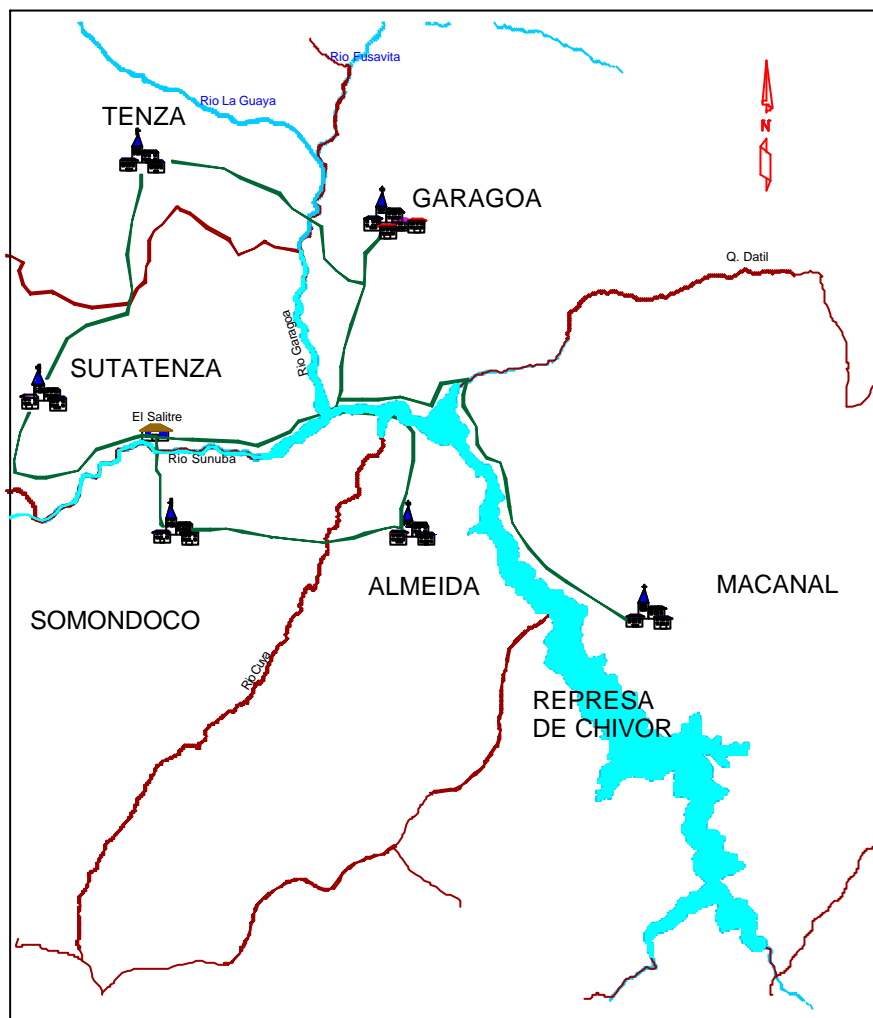 Rio Fusavita
Rio La Guaya
TENZA
N
GARAGOA
Q. Datil
Rio Garagoa
SUTATENZA
El Salitre
Rio Sunuba
ALMEIDA
MACANAL
SOMONDOCO
Rio Cuya
REPRESA
DE CHIVOR